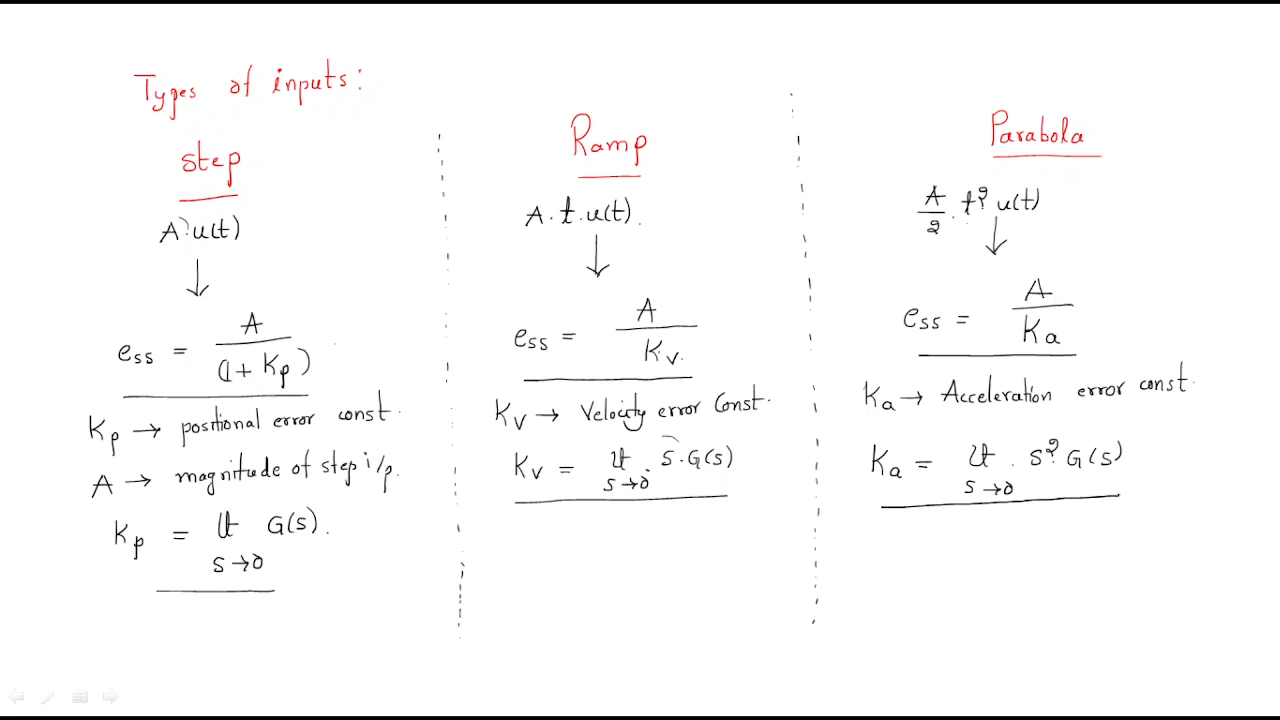 Types of inputs:
step
A.u(t)
ess = A/(1+Kp)
Kp → positional error const.
A → magnitude of step i/p.
Kp = lt G(s).
s→0
Ramp
A.t.u(t).
ess = A/Kv.
Kv → Velocity error Const.
Kv = lt . s.G(s)
s→0
Parabola
A/2 . t² u(t)
ess = A/Ka
Ka → Acceleration error const.
Ka = lt . s² G(s)
s→0